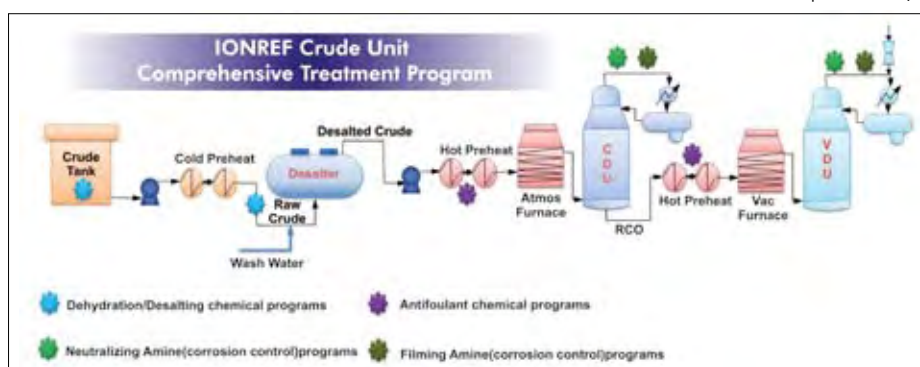 IONREF Crude Unit
Comprehensive Treatment Program
Crude
Tank
Cold Preheat
Desalted Crude
Desalter
Raw
Crude
Wash Water
Hot Preheat
Atmos
Furnace
CDU
RCO
Hot Preheat
Vac
Furnace
VDU
Dehydration/Desalting chemical programs
Antifoulant chemical programs
Neutralizing Amine(corrosion control)programs
Filming Amine(corrosion control)programs